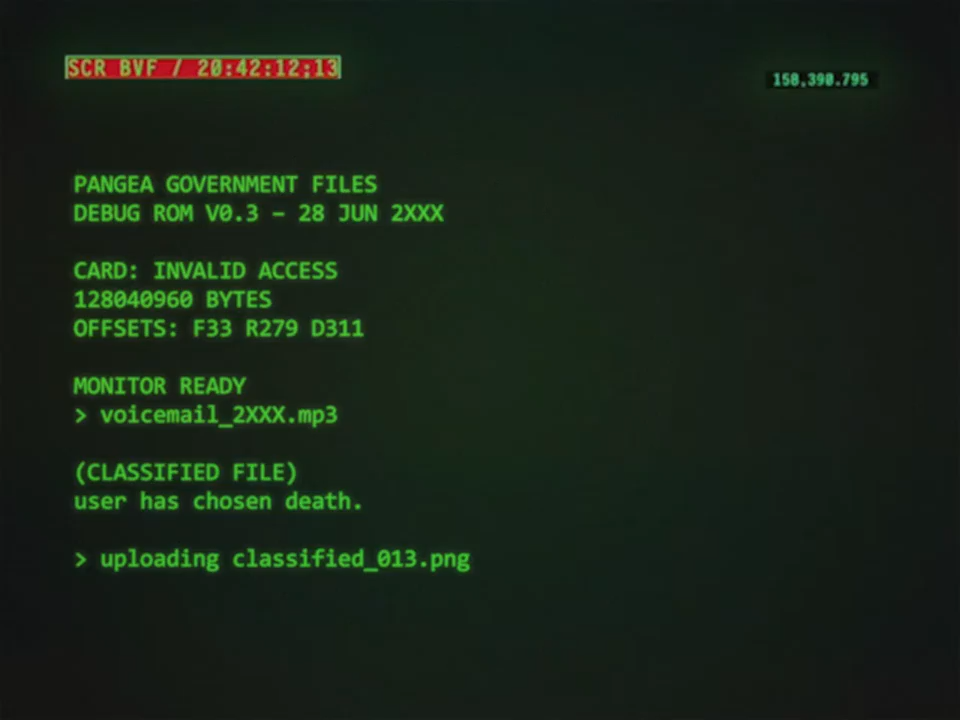 SCR BVF / 20:42:12:13
158,390.795
PANGEA GOVERNMENT FILES
DEBUG ROM V0.3 – 28 JUN 2XXX
CARD: INVALID ACCESS
128040960 BYTES
OFFSETS: F33 R279 D311
MONITOR READY
> voicemail_2XXX.mp3
(CLASSIFIED FILE)
user has chosen death.
> uploading classified_013.png